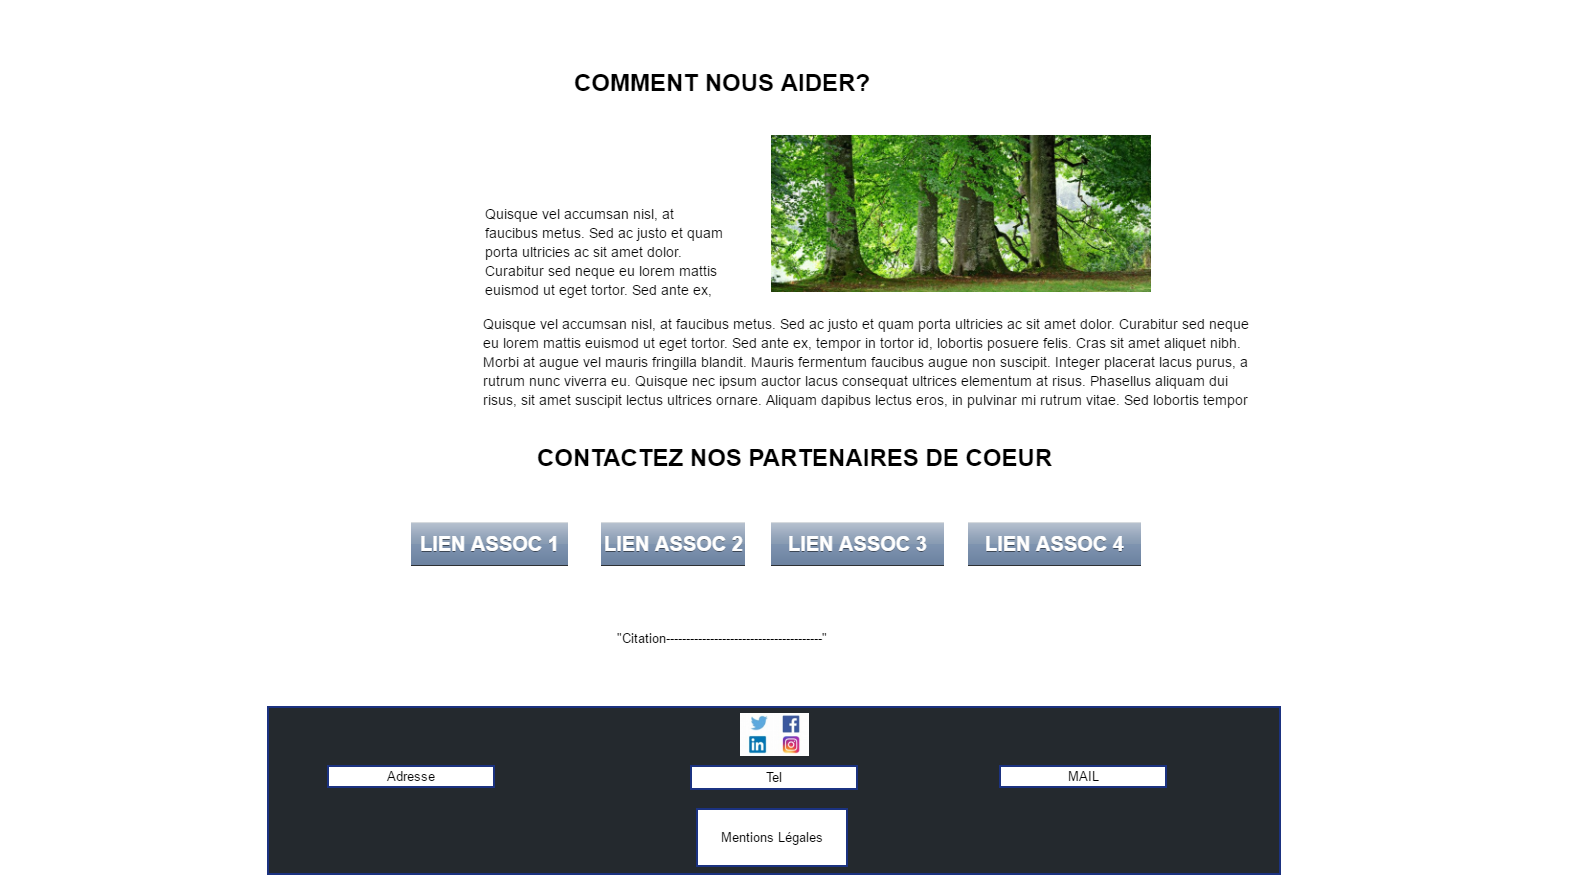 COMMENT NOUS AIDER?
Quisque vel accumsan nisl, at
faucibus metus. Sed ac justo et quam
porta ultricies ac sit amet dolor.
Curabitur sed neque eu lorem mattis
euismod ut eget tortor. Sed ante ex,
Quisque vel accumsan nisl, at faucibus metus. Sed ac justo et quam porta ultricies ac sit amet dolor. Curabitur sed neque
eu lorem mattis euismod ut eget tortor. Sed ante ex, tempor in tortor id, lobortis posuere felis. Cras sit amet aliquet nibh.
Morbi at augue vel mauris fringilla blandit. Mauris fermentum faucibus augue non suscipit. Integer placerat lacus purus, a
rutrum nunc viverra eu. Quisque nec ipsum auctor lacus consequat ultrices elementum at risus. Phasellus aliquam dui
risus, sit amet suscipit lectus ultrices ornare. Aliquam dapibus lectus eros, in pulvinar mi rutrum vitae. Sed lobortis tempor
CONTACTEZ NOS PARTENAIRES DE COEUR
LIEN ASSOC 1 LIEN ASSOC 2 LIEN ASSOC 3 LIEN ASSOC 4
"Citation---------------------------------------"
Adresse Tel MAIL
Mentions Légales